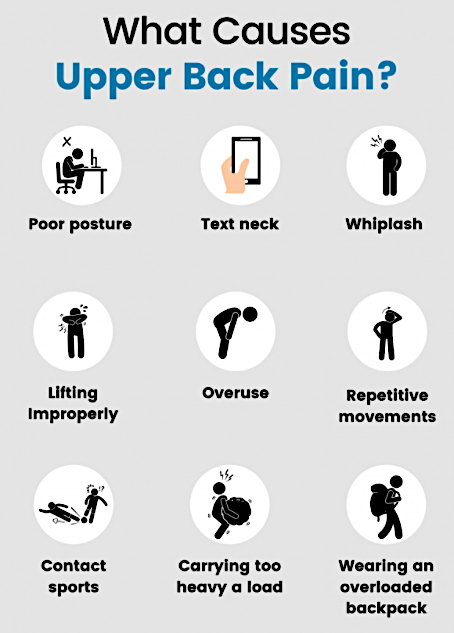 What Causes
Upper Back Pain?
Poor posture
Text neck
Whiplash
Lifting
Improperly
Overuse
Repetitive
movements
Contact
sports
Carrying too
heavy a load
Wearing an
overloaded
backpack